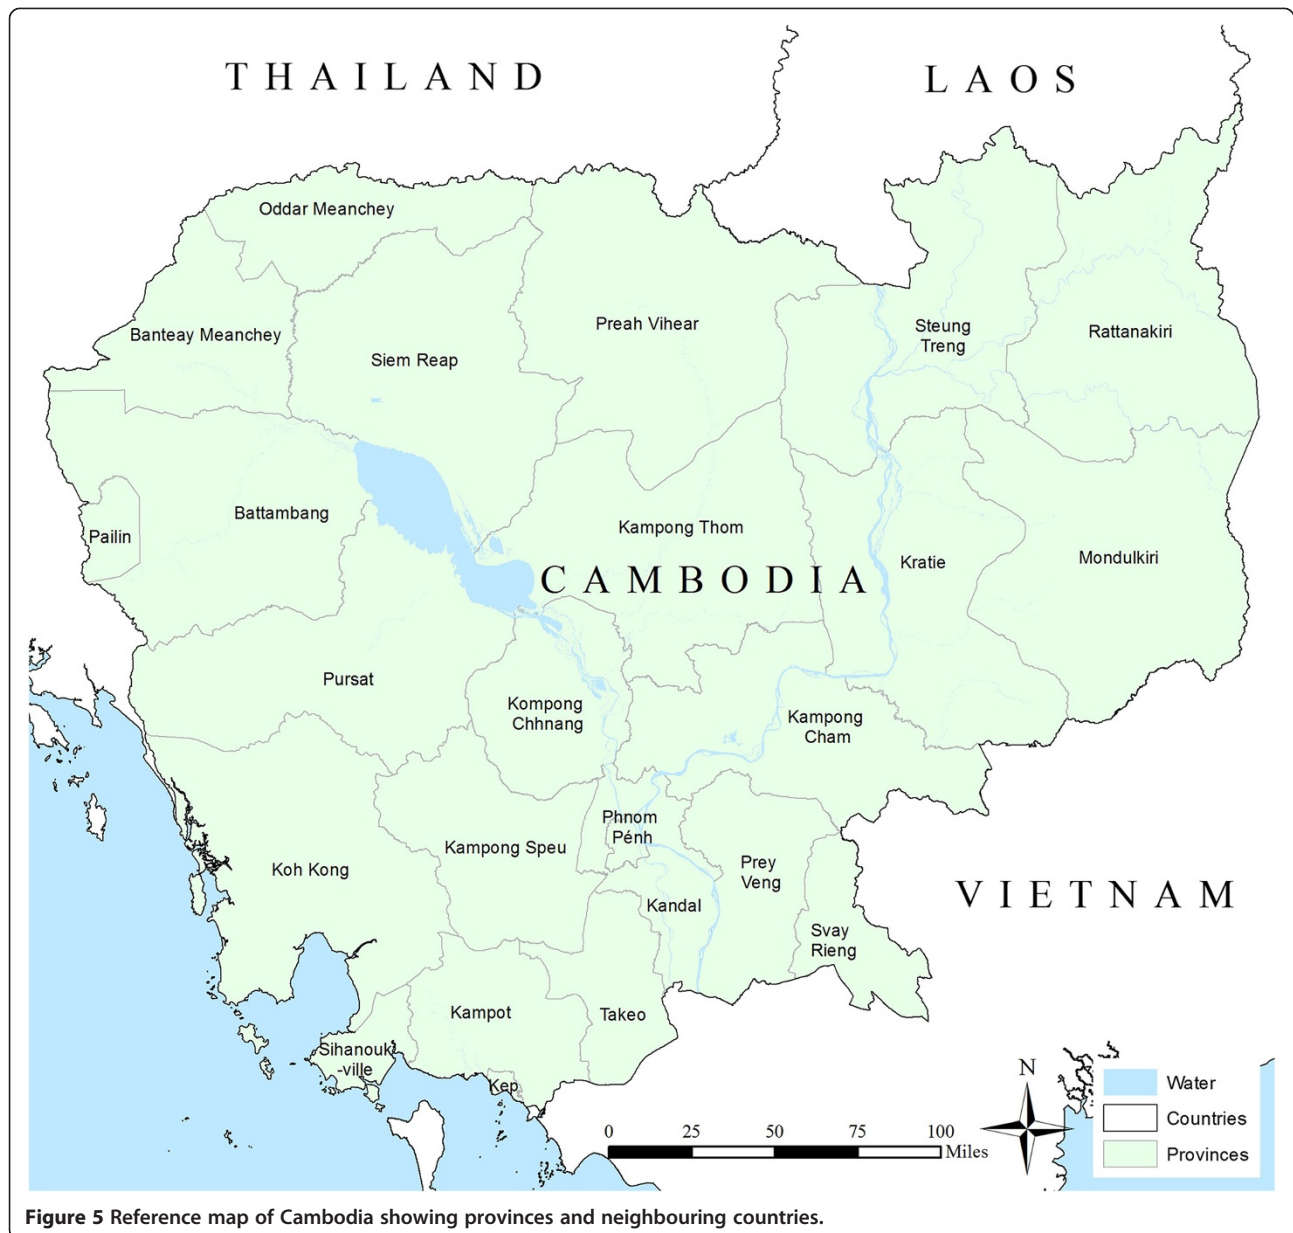 THAILAND
LAOS
Oddar Meanchey
Banteay Meanchey
Siem Reap
Preah Vihear
Steung
Treng
Rattanakiri
Pailin
Battambang
Kampong Thom
CAMBODIA
Kratie
Mondulkiri
Pursat
Kompong
Chhnang
Kampong
Cham
Koh Kong
Kampong Speu
Phnom
Pénh
Prey
Veng
Kandal
Svay
Rieng
VIETNAM
Kampot
Takeo
Sihanouk
-ville
Kep
N
0 25 50 75 100
Miles
Water
Countries
Provinces
Figure 5 Reference map of Cambodia showing provinces and neighbouring countries.